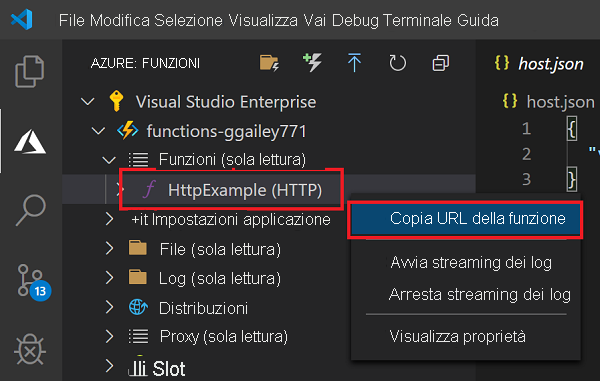 File Modifica Selezione Visualizza Vai Debug Terminale Guida
AZURE: FUNZIONI
{} host.json
Visual Studio Enterprise
{} host.json
functions-ggailey771
1 {
Funzioni (sola lettura)
2 "v
HttpExample (HTTP)
3 }
+it Impostazioni applicazione
Copia URL della funzione
File (sola lettura)
Avvia streaming dei log
Log (sola lettura)
Arresta streaming dei log
13
Distribuzioni
Proxy (sola lettura)
Visualizza proprietà
Slot